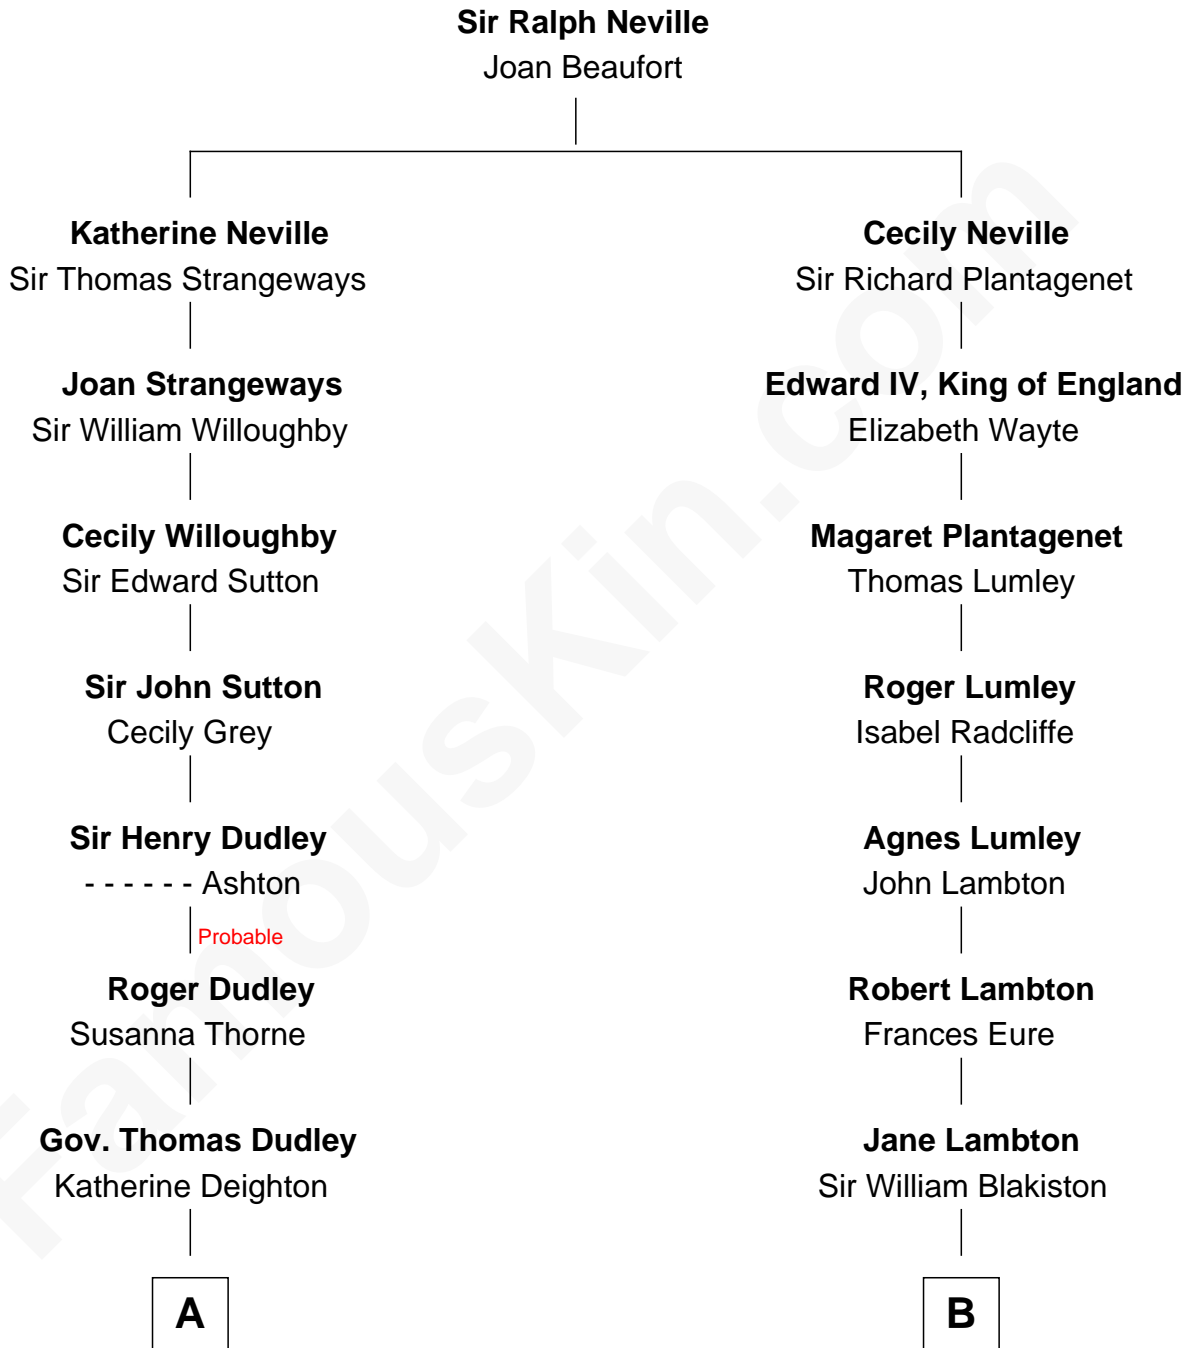 Sir Ralph Neville
Joan Beaufort
Katherine Neville
Sir Thomas Strangeways
Cecily Neville
Sir Richard Plantagenet
Joan Strangeways
Sir William Willoughby
Edward IV, King of England
Elizabeth Wayte
Cecily Willoughby
Sir Edward Sutton
Magaret Plantagenet
Thomas Lumley
Sir John Sutton
Cecily Grey
Roger Lumley
Isabel Radcliffe
Sir Henry Dudley
- - - - - - Ashton
Agnes Lumley
John Lambton
Probable
Roger Dudley
Susanna Thorne
Robert Lambton
Frances Eure
Gov. Thomas Dudley
Katherine Deighton
Jane Lambton
Sir William Blakiston
A
B
FamousKin.com